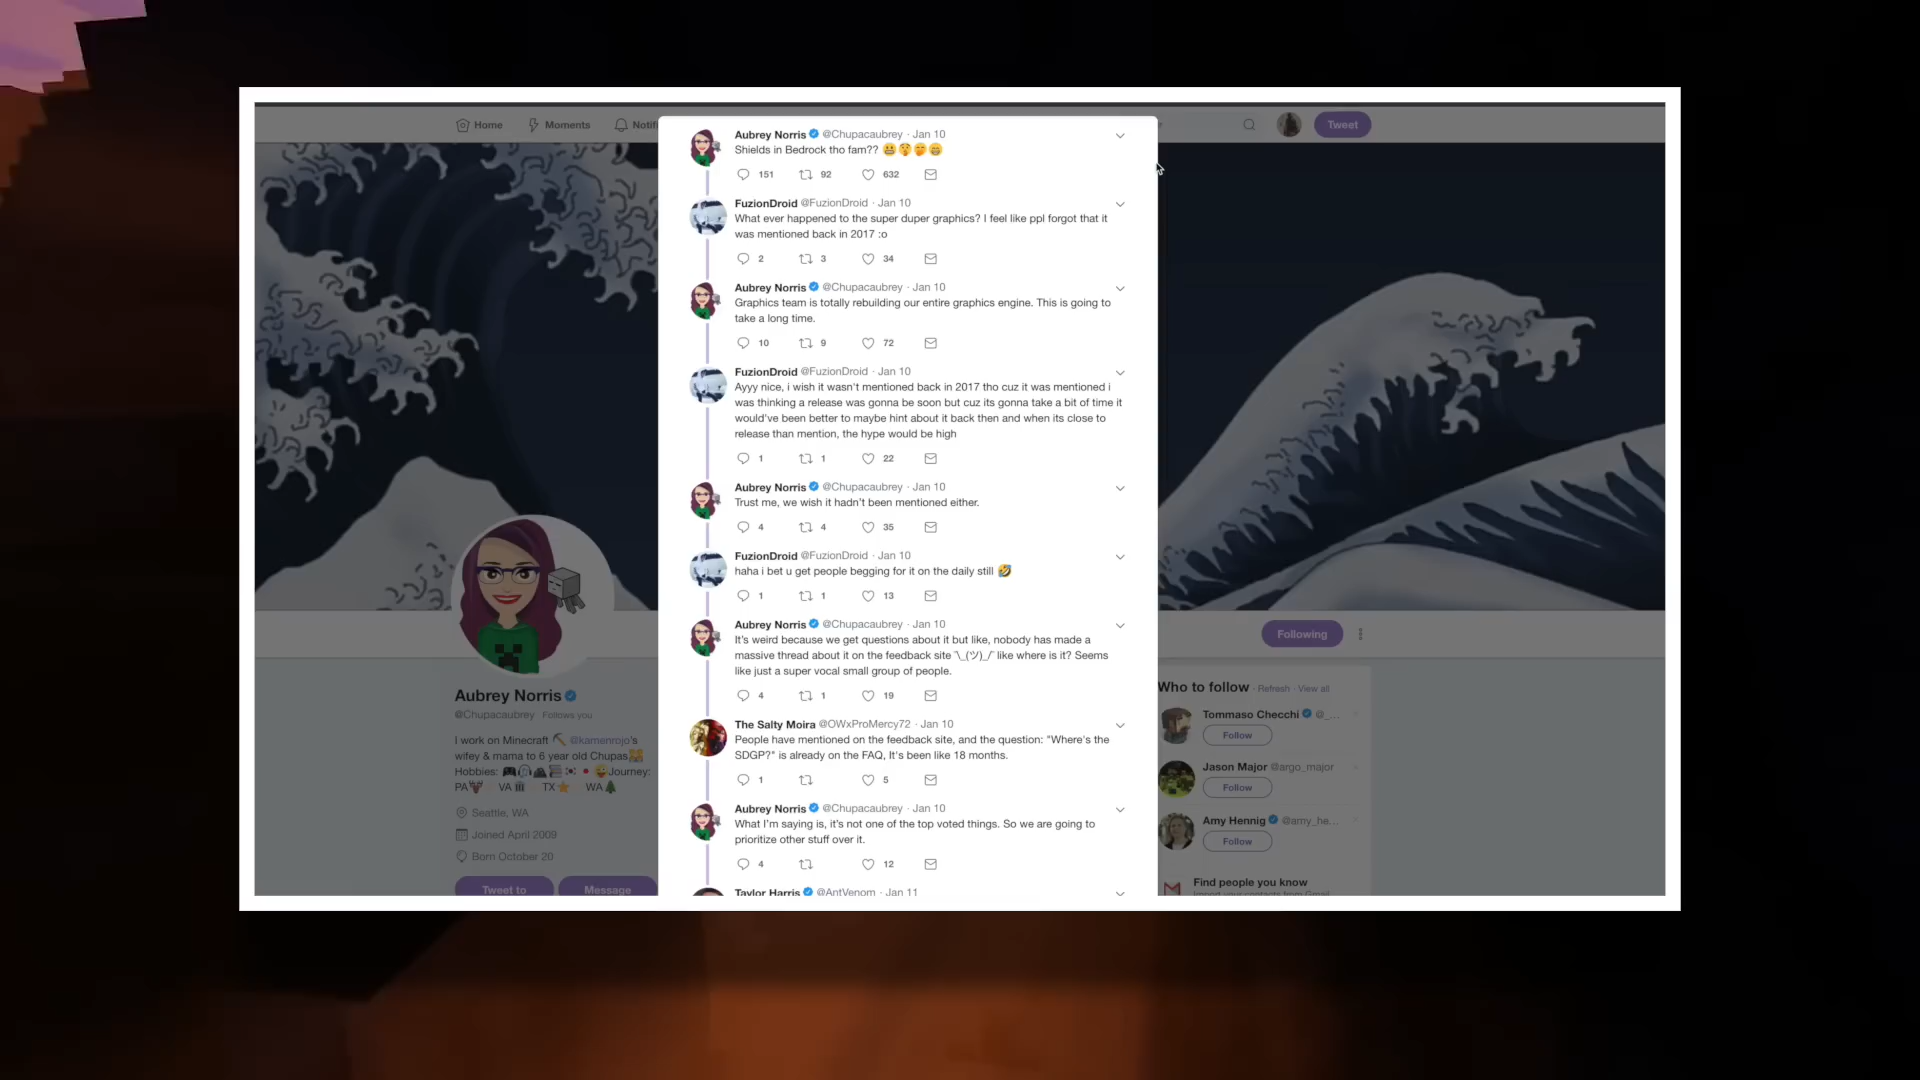 Home Moments Notifi
Tweet
Aubrey Norris @Chupacaubrey · Jan 10
Shields in Bedrock tho fam?? 😬🤫🤭😁
151 92 632
FuzionDroid @FuzionDroid · Jan 10
What ever happened to the super duper graphics? I feel like ppl forgot that it
was mentioned back in 2017 :o
2 3 34
Aubrey Norris @Chupacaubrey · Jan 10
Graphics team is totally rebuilding our entire graphics engine. This is going to
take a long time.
10 9 72
FuzionDroid @FuzionDroid · Jan 10
Ayyy nice, i wish it wasn't mentioned back in 2017 tho cuz it was mentioned i
was thinking a release was gonna be soon but cuz its gonna take a bit of time it
would've been better to maybe hint about it back then and when its close to
release than mention, the hype would be high
1 1 22
Aubrey Norris @Chupacaubrey · Jan 10
Trust me, we wish it hadn't been mentioned either.
4 4 35
FuzionDroid @FuzionDroid · Jan 10
haha i bet u get people begging for it on the daily still 🤣
1 1 13
Aubrey Norris @Chupacaubrey · Jan 10
It's weird because we get questions about it but like, nobody has made a
massive thread about it on the feedback site ¯\_(ツ)_/¯ like where is it? Seems
like just a super vocal small group of people.
4 1 19
The Salty Moira @OWxProMercy72 · Jan 10
People have mentioned on the feedback site, and the question: "Where's the
SDGP?" is already on the FAQ, It's been like 18 months.
1 5
Aubrey Norris @Chupacaubrey · Jan 10
What I'm saying is, it's not one of the top voted things. So we are going to
prioritize other stuff over it.
4 12
Taylor Harris @AntVenom · Jan 11
Aubrey Norris
@Chupacaubrey Follows you
I work on Minecraft ⛏ @kamenrojo's
wifey & mama to 6 year old Chupas
Hobbies: Journey:
PA VA TX WA
Seattle, WA
Joined April 2009
Born October 20
Tweet to Message
Following
Who to follow · Refresh · View all
Tommaso Checchi @_...
Follow
Jason Major @argo_major
Follow
Amy Hennig @amy_he...
Follow
Find people you know
Import your contacts from Gmail